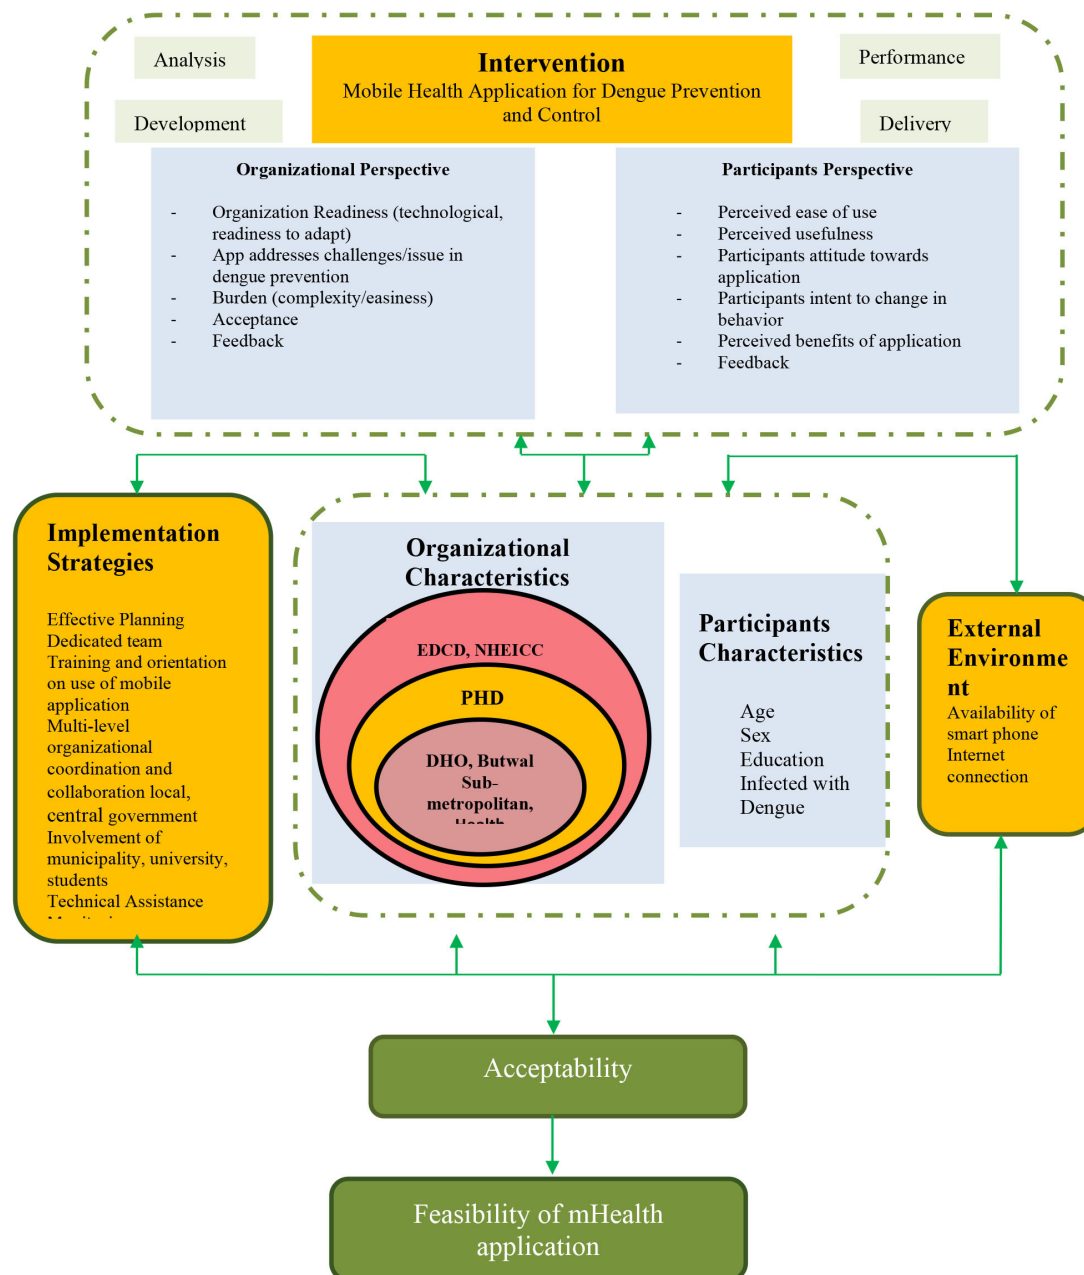 Analysis
Development
Intervention
Mobile Health Application for Dengue Prevention
and Control
Performance
Delivery
Organizational Perspective
- Organization Readiness (technological,
readiness to adapt)
- App addresses challenges/issue in
dengue prevention
- Burden (complexity/easiness)
- Acceptance
- Feedback
Participants Perspective
- Perceived ease of use
- Perceived usefulness
- Participants attitude towards
application
- Participants intent to change in
behavior
- Perceived benefits of application
- Feedback
Implementation
Strategies
Effective Planning
Dedicated team
Training and orientation
on use of mobile
application
Multi-level
organizational
coordination and
collaboration local,
central government
Involvement of
municipality, university,
students
Technical Assistance
Organizational
Characteristics
EDCD, NHEICC
PHD
DHO, Butwal
Sub-
metropolitan,
Health
Participants
Characteristics
Age
Sex
Education
Infected with
Dengue
External
Environme
nt
Availability of
smart phone
Internet
connection
Acceptability
Feasibility of mHealth
application